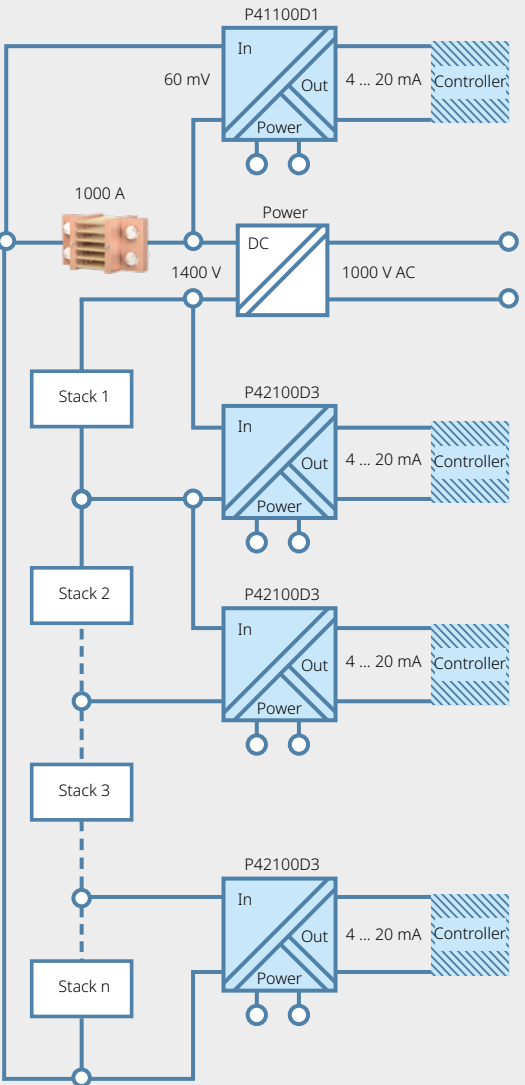 P41100D1
In
60 mV
Out
4 ... 20 mA
Controller
Power
1000 A
Power
DC
1400 V
1000 V AC
Stack 1
P42100D3
In
Out
4 ... 20 mA
Controller
Power
Stack 2
P42100D3
In
Out
4 ... 20 mA
Controller
Power
Stack 3
P42100D3
In
Out
4 ... 20 mA
Controller
Power
Stack n